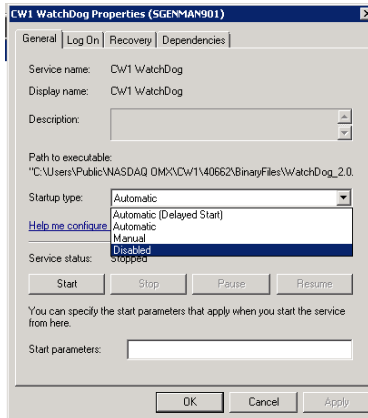 CW1 WatchDog Properties (SGENMAN901)
General Log On Recovery Dependencies
Service name: CW1 WatchDog
Display name: CW1 WatchDog
Description:
Path to executable:
"C:\Users\Public\NASDAQ OMX\CW1\40662\BinaryFiles\WatchDog_2.0.
Startup type: Automatic
Automatic (Delayed Start)
Automatic
Help me configure
Manual
Disabled
Service status: Stopped
Start Stop Pause Resume
You can specify the start parameters that apply when you start the service
from here.
Start parameters:
OK Cancel Apply